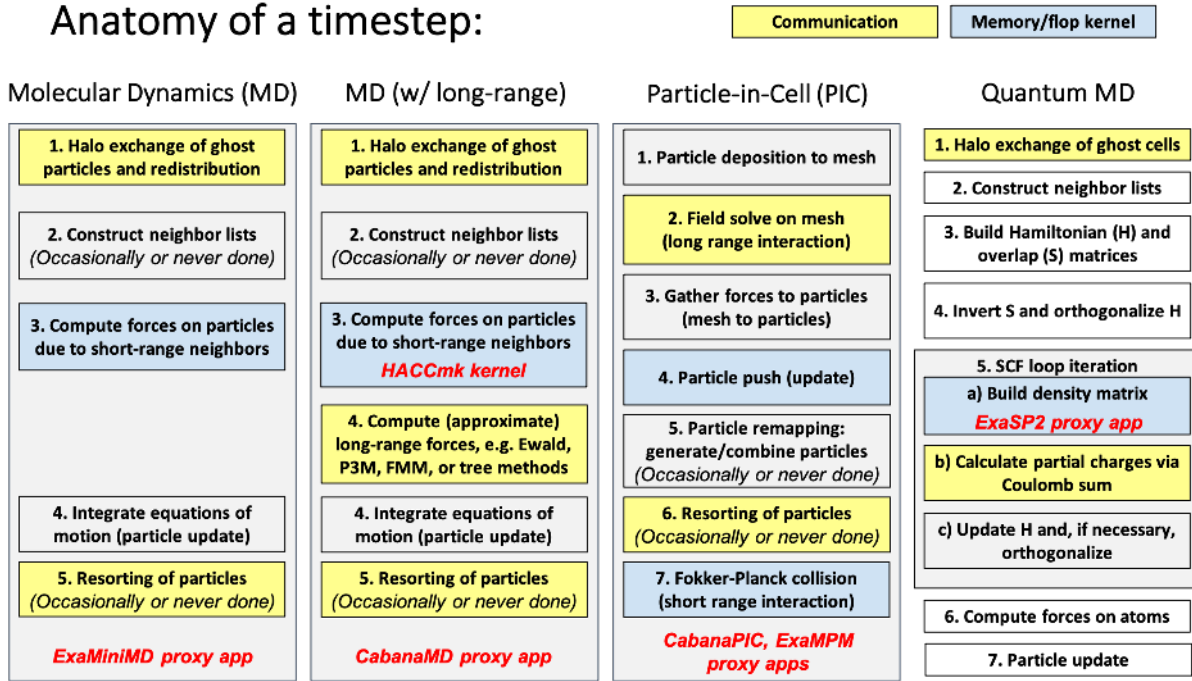 Anatomy of a timestep:
Communication
Memory/flop kernel
Molecular Dynamics (MD)
1. Halo exchange of ghost
particles and redistribution
2. Construct neighbor lists
(Occasionally or never done)
3. Compute forces on particles
due to short-range neighbors
4. Integrate equations of
motion (particle update)
5. Resorting of particles
(Occasionally or never done)
ExaMiniMD proxy app
MD (w/ long-range)
1. Halo exchange of ghost
particles and redistribution
2. Construct neighbor lists
(Occasionally or never done)
3. Compute forces on particles
due to short-range neighbors
HACCmk kernel
4. Compute (approximate)
long-range forces, e.g. Ewald,
P3M, FMM, or tree methods
4. Integrate equations of
motion (particle update)
5. Resorting of particles
(Occasionally or never done)
CabanaMD proxy app
Particle-in-Cell (PIC)
1. Particle deposition to mesh
2. Field solve on mesh
(long range interaction)
3. Gather forces to particles
(mesh to particles)
4. Particle push (update)
5. Particle remapping:
generate/combine particles
(Occasionally or never done)
6. Resorting of particles
(Occasionally or never done)
7. Fokker-Planck collision
(short range interaction)
CabanaPIC, ExaMPM
proxy apps
Quantum MD
1. Halo exchange of ghost cells
2. Construct neighbor lists
3. Build Hamiltonian (H) and
overlap (S) matrices
4. Invert S and orthogonalize H
5. SCF loop iteration
a) Build density matrix
ExaSP2 proxy app
b) Calculate partial charges via
Coulomb sum
c) Update H and, if necessary,
orthogonalize
6. Compute forces on atoms
7. Particle update